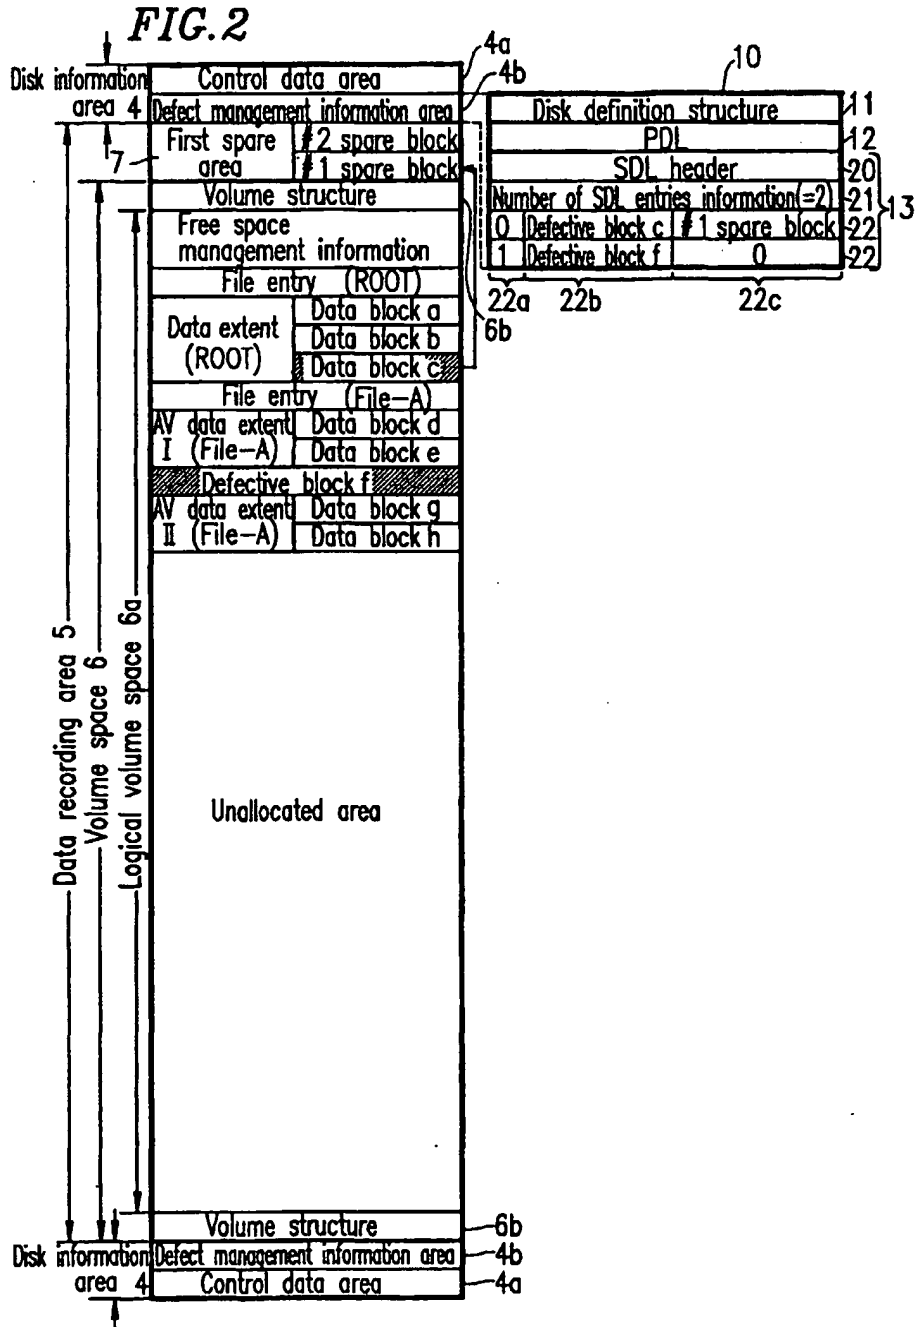 FIG.2
Disk information
area 4
Control data area
4a
Defect management information area
4b
7
First spare
area
#2 spare block
#1 spare block
Volume structure
6b
Free space
management information
File entry (ROOT)
Data extent
(ROOT)
Data block a
Data block b
Data block c
File entry (File-A)
AV data extent
I (File-A)
Data block d
Data block e
Defective block f
AV data extent
II (File-A)
Data block g
Data block h
Data recording area 5
Volume space 6
Logical volume space 6a
Unallocated area
Volume structure
6b
Disk information
area 4
Defect management information area
4b
Control data area
4a
10
Disk definition structure
11
PDL
12
SDL header
20
Number of SDL entries information(=2)
21
13
0 Defective block c #1 spare block
22
1 Defective block f 0
22
22a 22b 22c